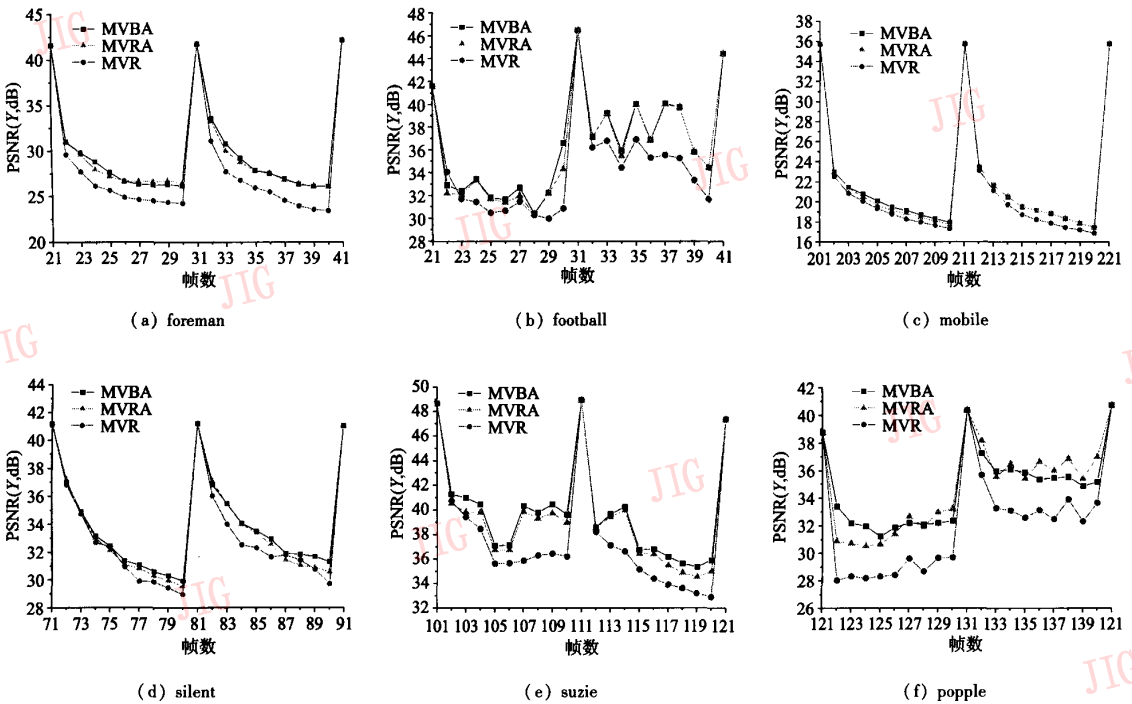 JIG
MVBA
MVRA
MVR
PSNR(Y,dB)
45
40
35
30
25
20
21 23 25 27 29 31 33 35 37 39 41
帧数
(a) foreman
MVBA
MVRA
MVR
PSNR(Y,dB)
48
46
44
42
40
38
36
34
32
30
28
21 23 25 27 29 31 33 35 37 39 41
帧数
(b) football
MVBA
MVRA
MVR
PSNR(Y,dB)
38
36
34
32
30
28
26
24
22
20
18
16
201 203 205 207 209 211 213 215 217 219 221
帧数
(c) mobile
JIG
JIG
JIG
JIG
JIG
MVBA
MVRA
MVR
PSNR(Y,dB)
44
42
40
38
36
34
32
30
28
71 73 75 77 79 81 83 85 87 89 91
帧数
(d) silent
MVBA
MVRA
MVR
PSNR(Y,dB)
50
48
46
44
42
40
38
36
34
32
101 103 105 107 109 111 113 115 117 119 121
帧数
(e) suzie
MVBA
MVRA
MVR
PSNR(Y,dB)
42
40
38
36
34
32
30
28
26
121 123 125 127 129 131 133 135 137 139 121
帧数
(f) popple
JIG
JIG
JIG
JIG
JIG